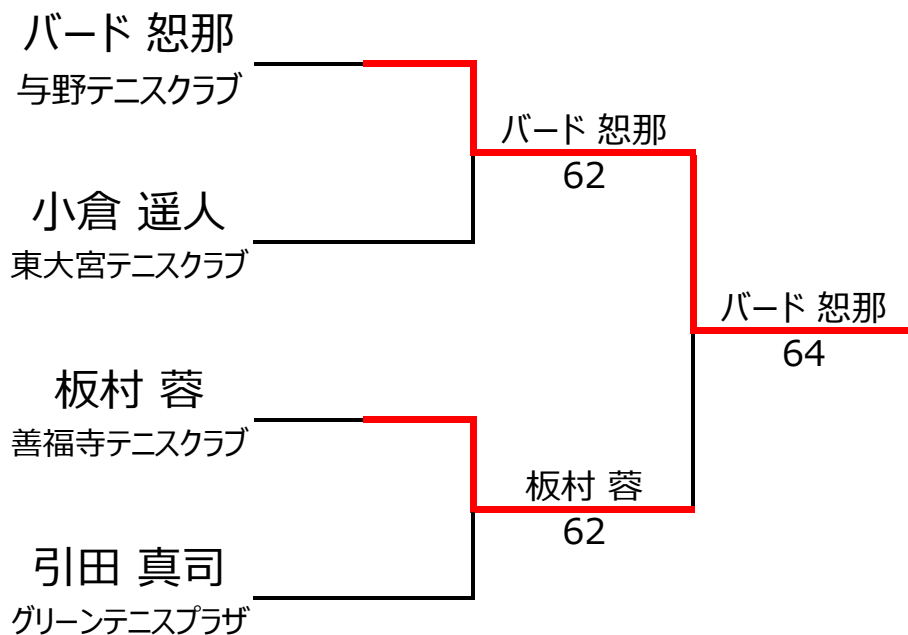 バード 恕那
与野テニスクラブ
バード 恕那
62
小倉 遥人
東大宮テニスクラブ
バード 恕那
64
板村 蓉
善福寺テニスクラブ
板村 蓉
62
引田 真司
グリーンテニスプラザ